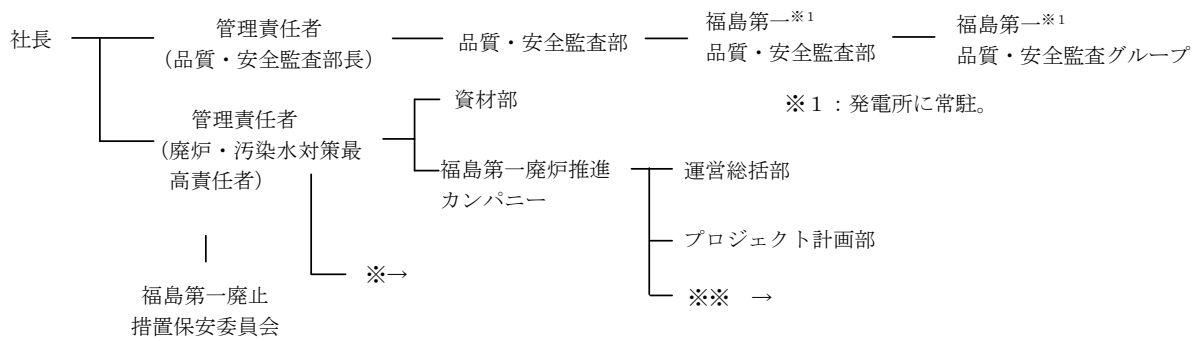 社長
管理責任者
（品質・安全監査部長）
品質・安全監査部
福島第一※１
品質・安全監査部
福島第一※１
品質・安全監査グループ
※１：発電所に常駐。
管理責任者
（廃炉・汚染水対策最
高責任者）
資材部
福島第一廃炉推進
カンパニー
運営総括部
プロジェクト計画部
※→
※※　→
福島第一廃止
措置保安委員会